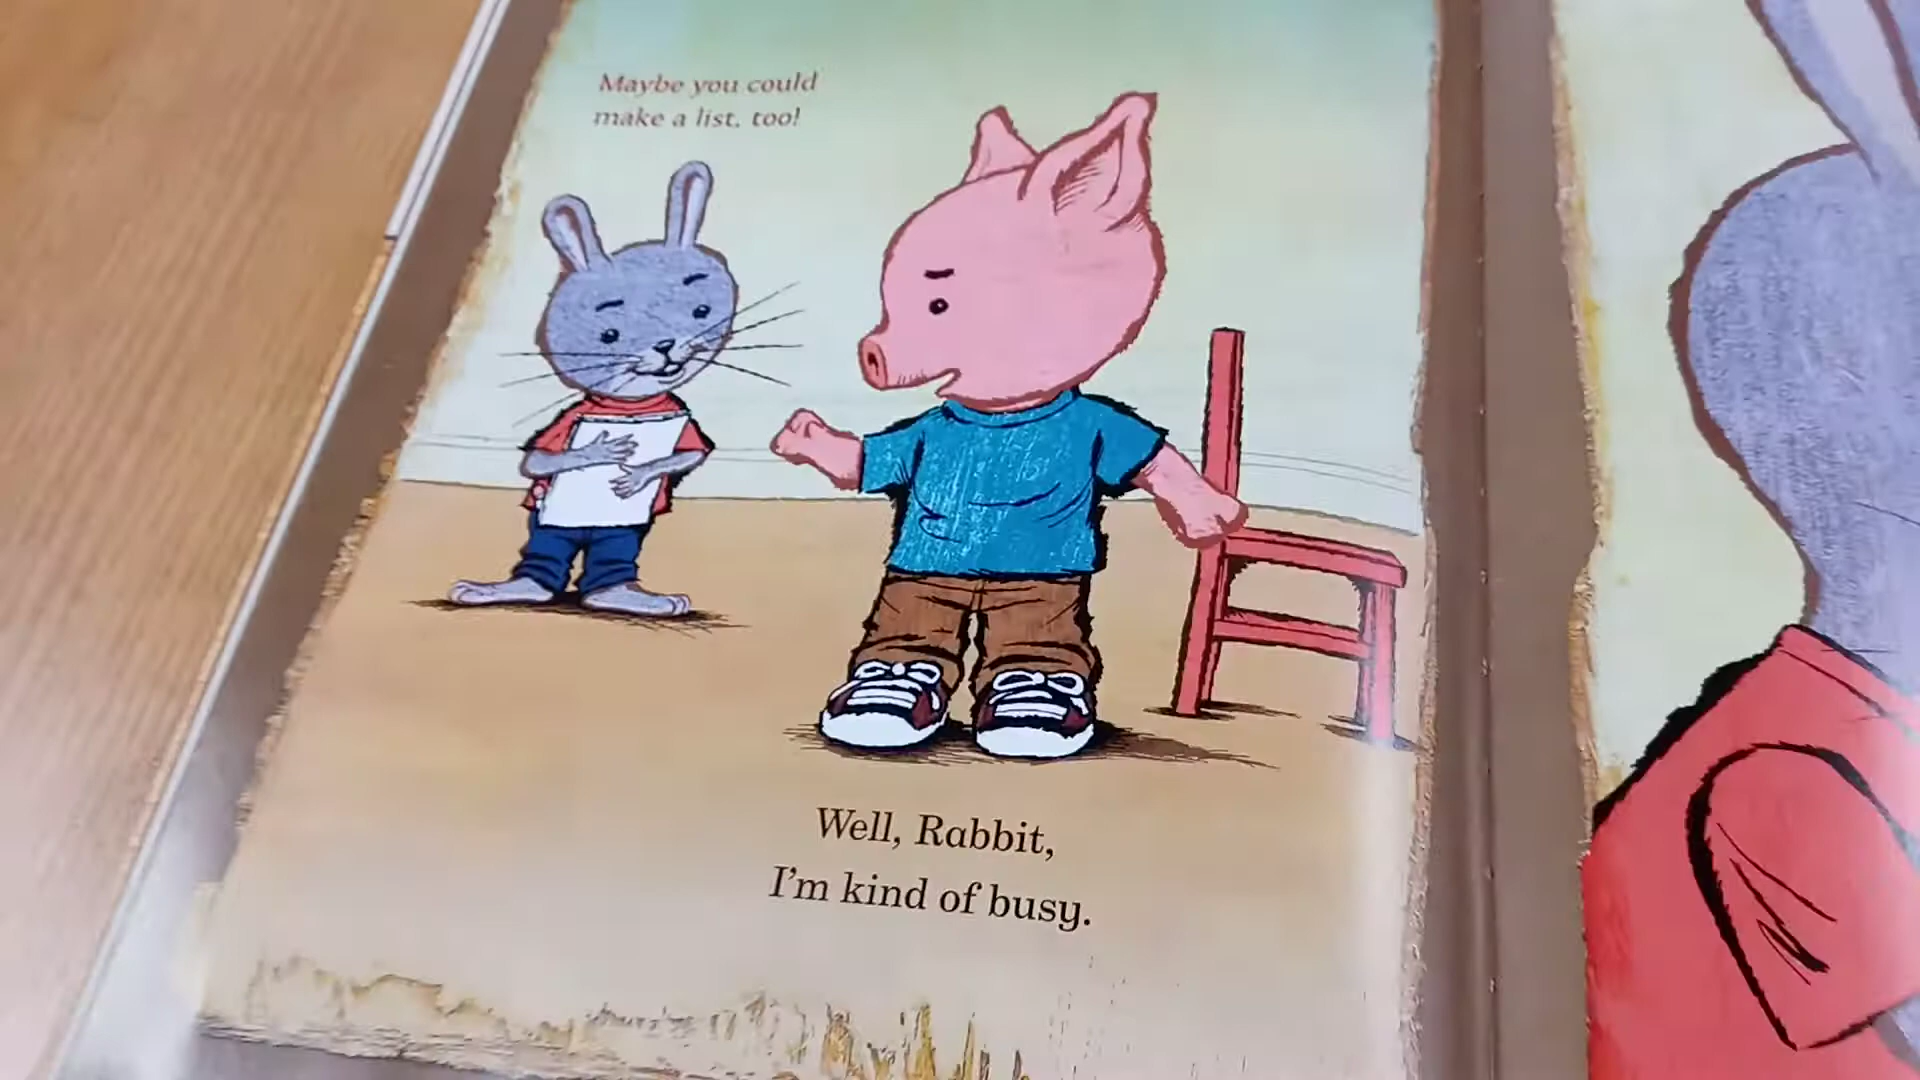 Maybe you could
make a list, too!
Well, Rabbit,
I'm kind of busy.